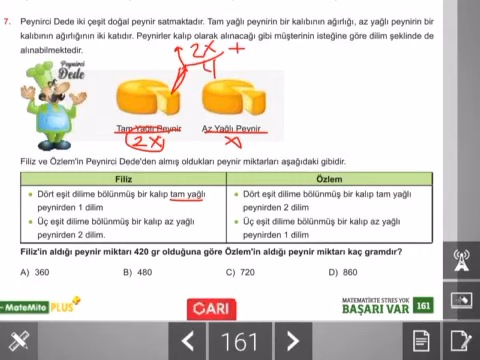 7. Peynirci Dede iki çeşit doğal peynir satmaktadır. Tam yağlı peynirin bir kalıbının ağırlığı, az yağlı peynirin bir
kalıbının ağırlığının iki katıdır. Peynirler kalıp olarak alınacağı gibi müşterinin isteğine göre dilim şeklinde de
alınabilmektedir.
2x +
4
Peynirci
Dede
Tam Yağlı Peynir
Az Yağlı Peynir
2x
x
Filiz ve Özlem'in Peynirci Dede'den almış oldukları peynir miktarları aşağıdaki gibidir.
Filiz
Özlem
• Dört eşit dilime bölünmüş bir kalıp tam yağlı
peynirden 1 dilim
• Üç eşit dilime bölünmüş bir kalıp az yağlı
peynirden 2 dilim.
• Dört eşit dilime bölünmüş bir kalıp tam yağlı
peynirden 2 dilim
• Üç eşit dilime bölünmüş bir kalıp az yağlı
peynirden 1 dilim
Filiz'in aldığı peynir miktarı 420 gr olduğuna göre Özlem'in aldığı peynir miktarı kaç gramdır?
A) 360 B) 480 C) 720 D) 860
MateMito PLUS+
ÇARI
MATEMATİKTE STRES YOK
BAŞARI VAR 161
161